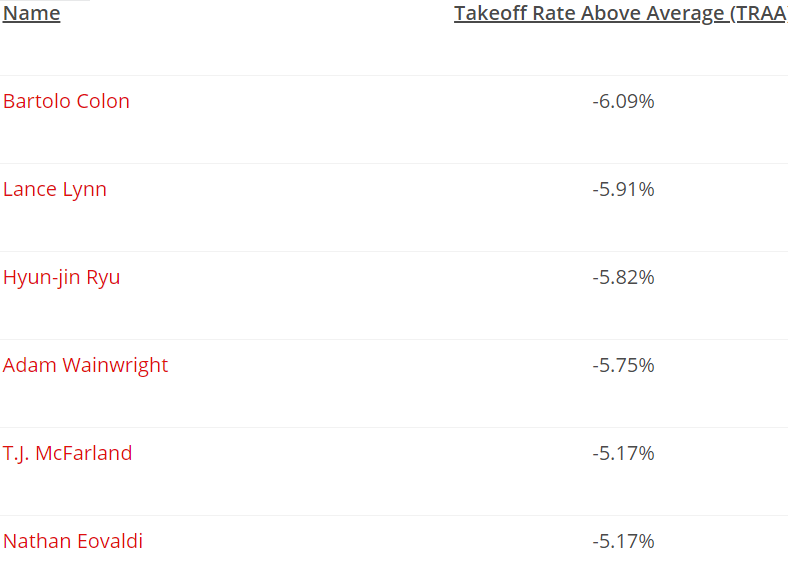 Name Takeoff Rate Above Average (TRAA)
Bartolo Colon -6.09%
Lance Lynn -5.91%
Hyun-jin Ryu -5.82%
Adam Wainwright -5.75%
T.J. McFarland -5.17%
Nathan Eovaldi -5.17%